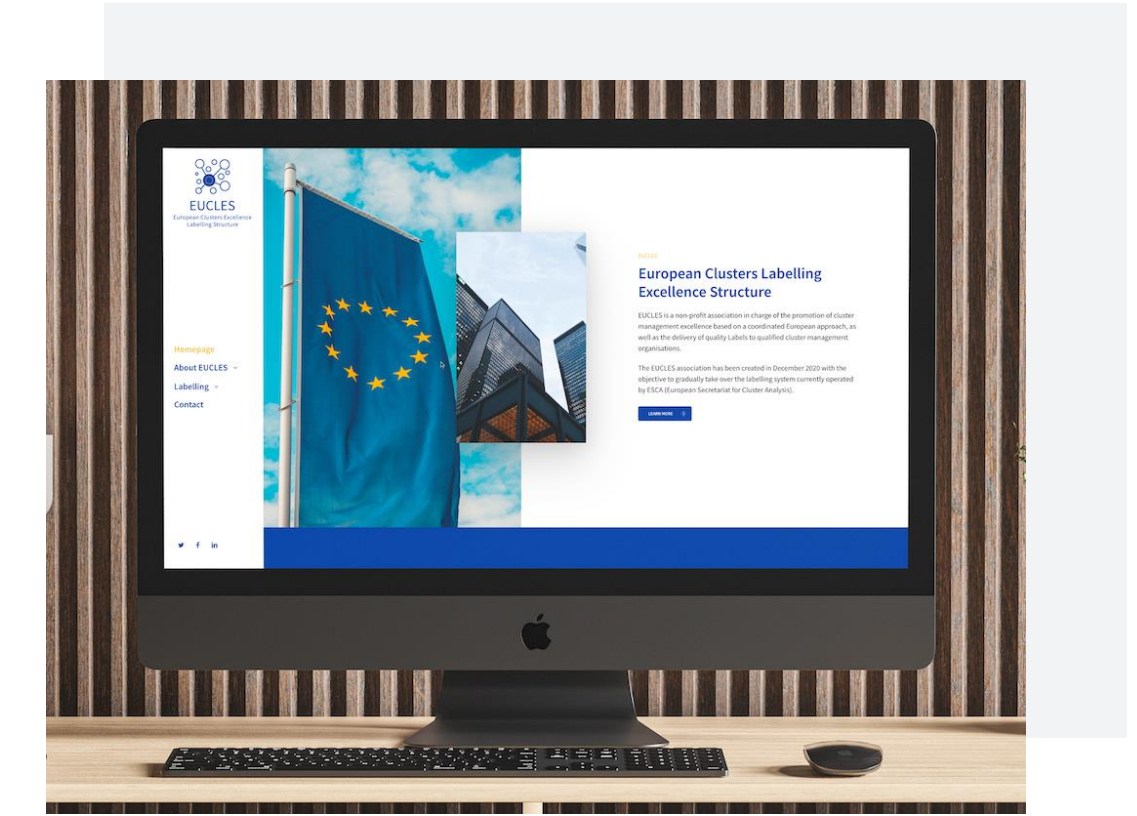 EUCLES
European Clusters Excellence
Labelling Structure
Homepage
About EUCLES
Labelling
Contact
European Clusters Labelling
Excellence Structure
EUCLES is a non-profit association in charge of the promotion of cluster
management excellence based on a coordinated European approach, as
well as the delivery of quality Labels to qualified cluster management
organisations.
The EUCLES association has been created in December 2020 with the
objective to gradually take over the labelling system currently operated
by ESCA (European Secretariat for Cluster Analysis).
LEARN MORE